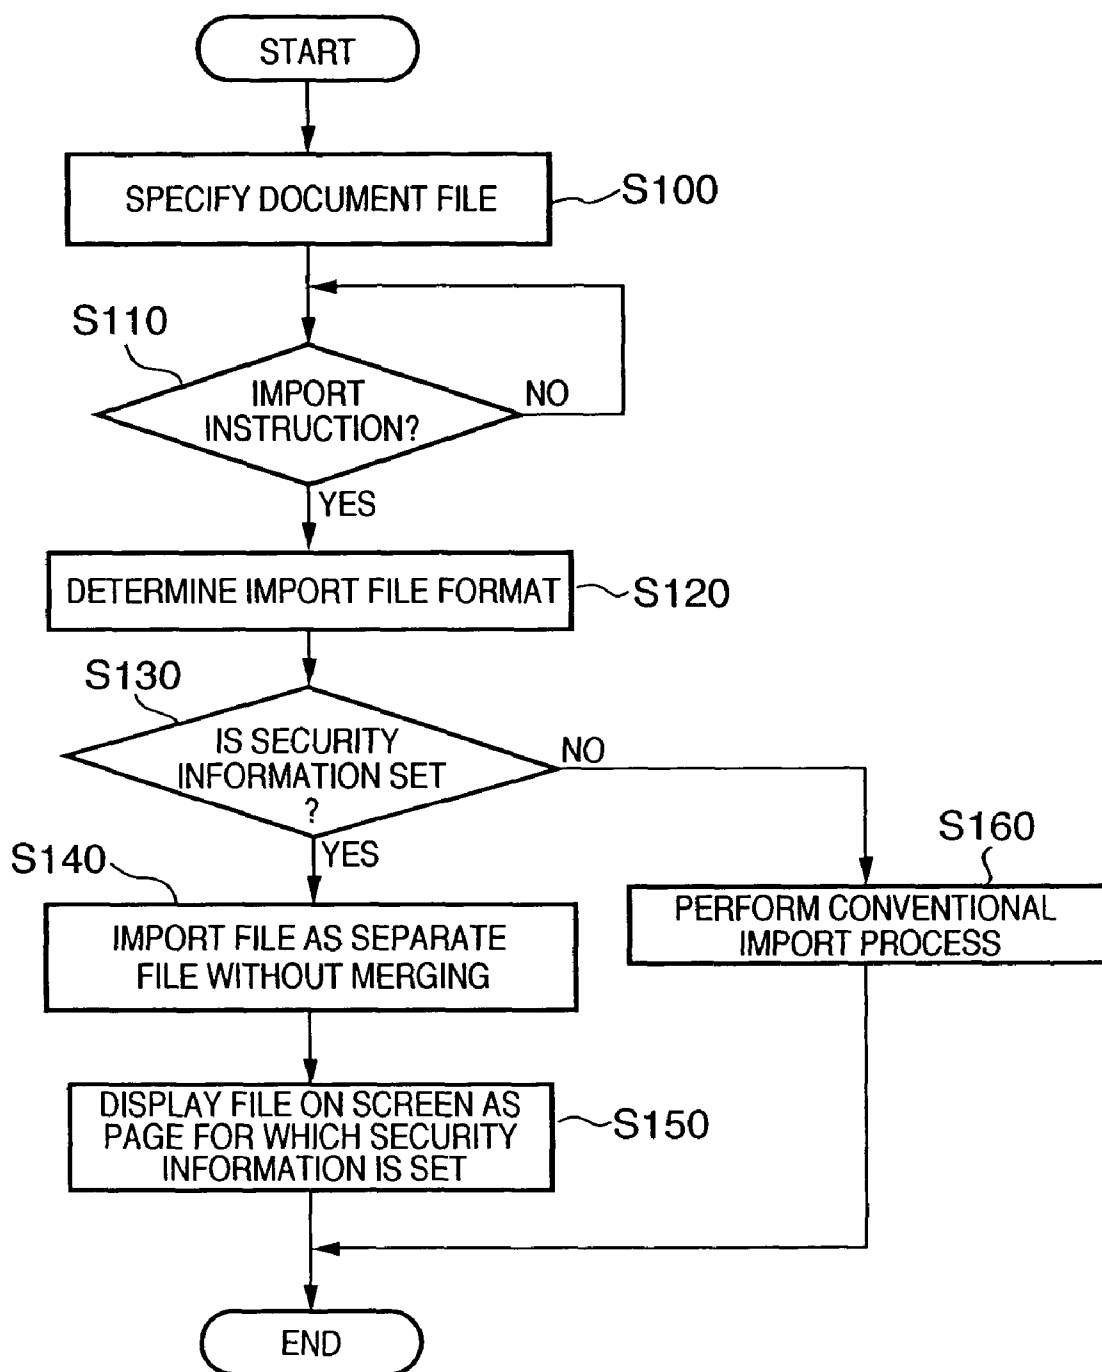 START
SPECIFY DOCUMENT FILE
S100
S110
IMPORT
INSTRUCTION?
NO
YES
DETERMINE IMPORT FILE FORMAT
S120
S130
IS SECURITY
INFORMATION SET
?
NO
YES
S140
IMPORT FILE AS SEPARATE
FILE WITHOUT MERGING
S160
PERFORM CONVENTIONAL
IMPORT PROCESS
DISPLAY FILE ON SCREEN AS
PAGE FOR WHICH SECURITY
INFORMATION IS SET
S150
END